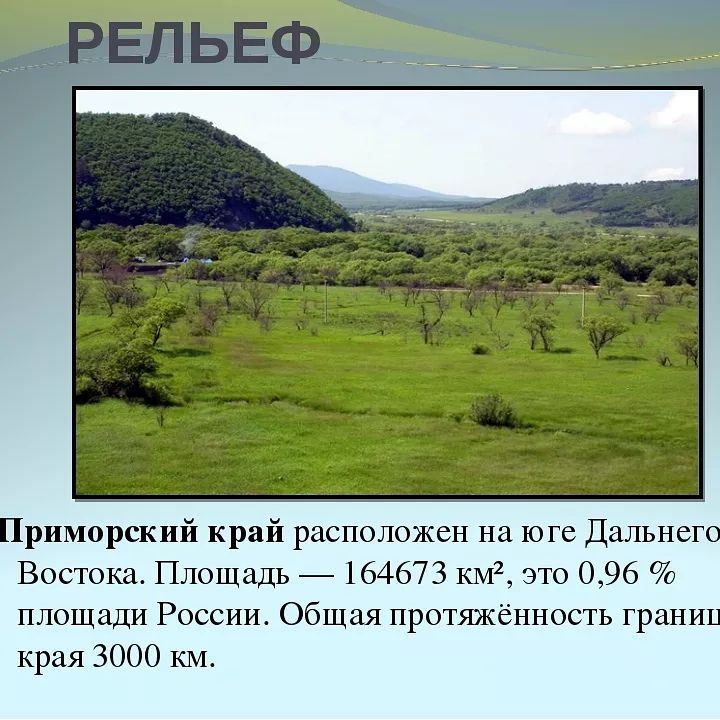 РЕЛЬЕФ
Приморский край расположен на юге Дальнего
Востока. Площадь — 164673 км², это 0,96 %
площади России. Общая протяжённость границ
края 3000 км.